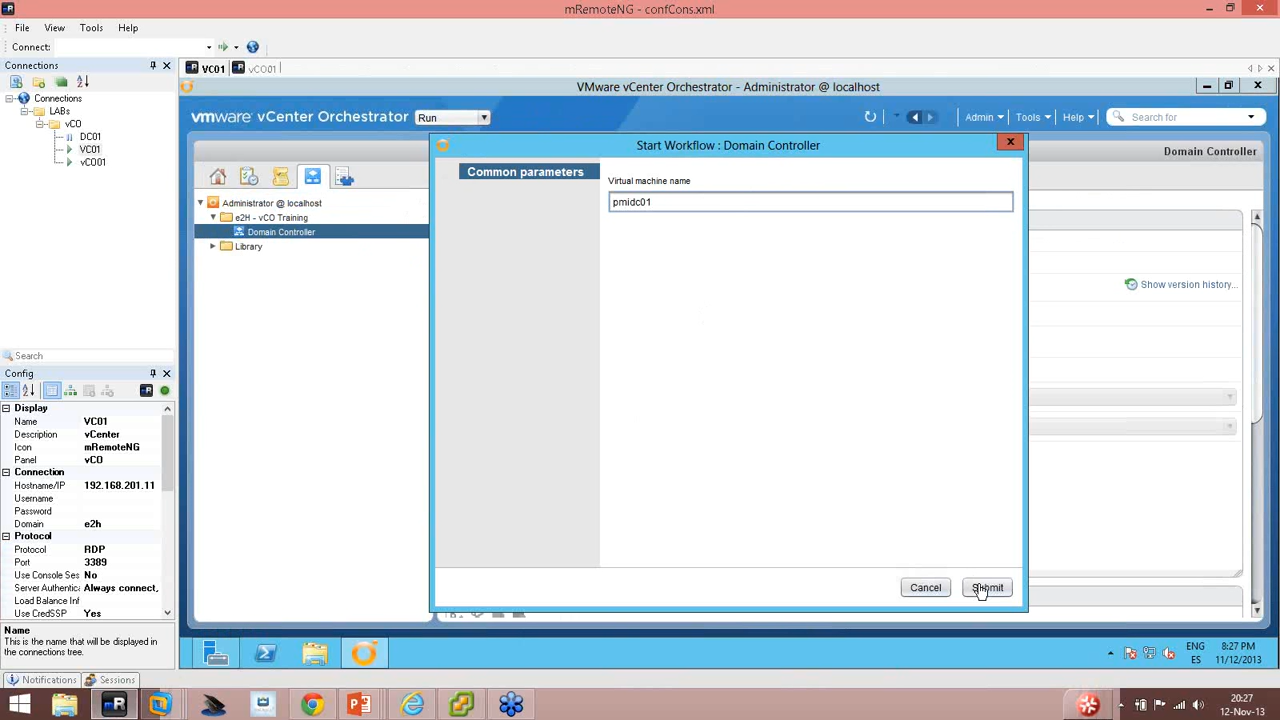 mRemoteNG - confCons.xml
File View Tools Help
Connect:
Connections
VC01 vCO01
VMware vCenter Orchestrator - Administrator @ localhost
Connections
LABs
vCO
DC01
VC01
vCO01
vmware vCenter Orchestrator Run Admin Tools Help Search for
Start Workflow : Domain Controller
Domain Controller
Common parameters
Virtual machine name
pmidc01
Administrator @ localhost
e2H - vCO Training
Domain Controller
Library
Show version history...
Search
Config
Display
Name VC01
Description vCenter
Icon mRemoteNG
Panel vCO
Connection
Hostname/IP 192.168.201.11
Username
Password
Domain e2h
Protocol
Protocol RDP
Port 3389
Use Console Ses No
Server Authentica Always connect,
Load Balance Inf
Use CredSSP Yes
Cancel Submit
Name
This is the name that will be displayed in
the connections tree.
ENG 8:27 PM
ES 11/12/2013
Notifications Sessions
20:27
12-Nov-13